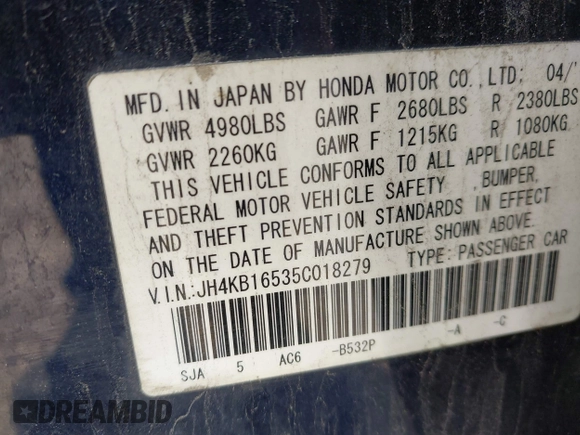 MFD. IN JAPAN BY HONDA MOTOR CO., LTD: 04/'
GVWR 4980LBS GAWR F 2680LBS R 2380LBS
GVWR 2260KG GAWR F 1215KG R 1080KG
THIS VEHICLE CONFORMS TO ALL APPLICABLE
FEDERAL MOTOR VEHICLE SAFETY , BUMPER,
AND THEFT PREVENTION STANDARDS IN EFFECT
ON THE DATE OF MANUFACTURE SHOWN ABOVE
V.I.N.:JH4KB16535C018279 TYPE: PASSENGER CAR
SJA 5 AC6 -B532P -A -C
DREAMBID